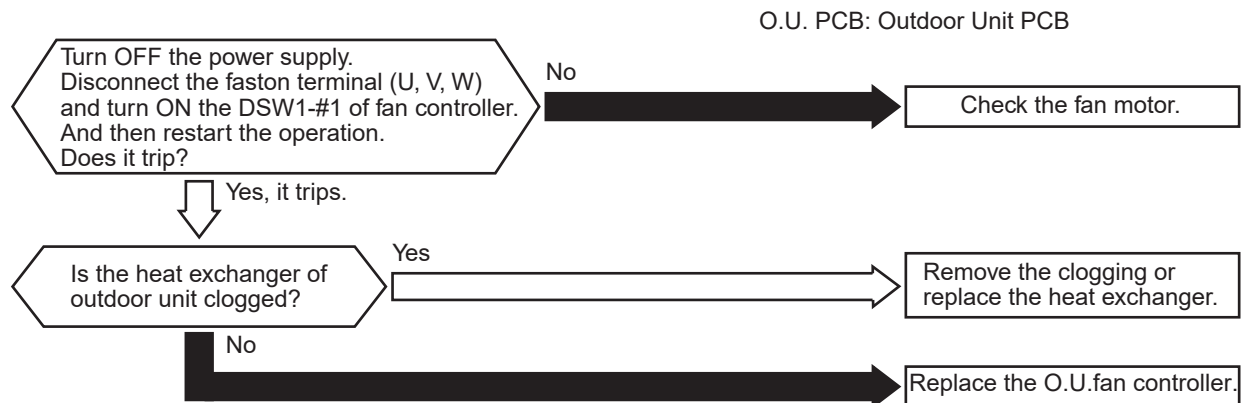 O.U. PCB: Outdoor Unit PCB
Turn OFF the power supply.
Disconnect the faston terminal (U, V, W)
and turn ON the DSW1-#1 of fan controller.
And then restart the operation.
Does it trip?
No
Check the fan motor.
Yes, it trips.
Is the heat exchanger of
outdoor unit clogged?
Yes
Remove the clogging or
replace the heat exchanger.
No
Replace the O.U.fan controller.